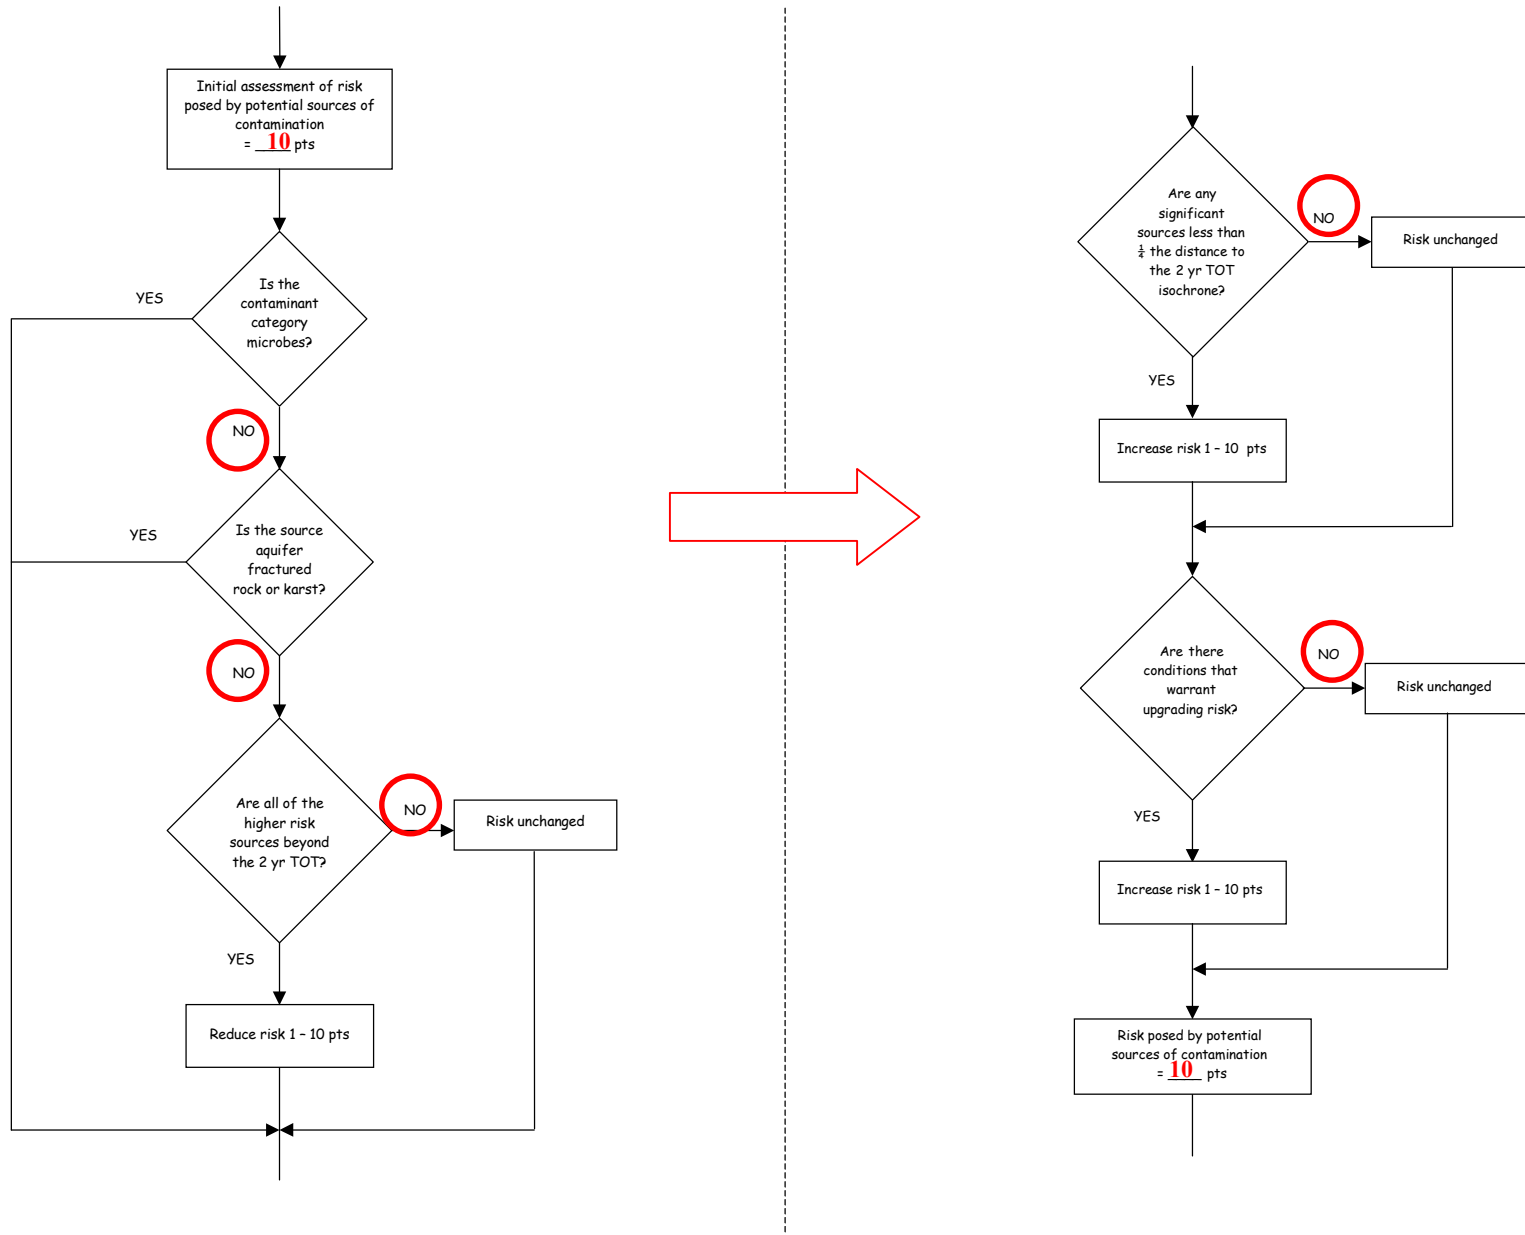 Initial assessment of risk
posed by potential sources of
contamination
= 10 pts
Is the
contaminant
category
microbes?
YES
NO
Is the source
aquifer
fractured
rock or karst?
YES
NO
Are all of the
higher risk
sources beyond
the 2 yr TOT?
NO
Risk unchanged
YES
Reduce risk 1 – 10 pts
Are any
significant
sources less than
¼ the distance to
the 2 yr TOT
isochrone?
NO
Risk unchanged
YES
Increase risk 1 – 10 pts
Are there
conditions that
warrant
upgrading risk?
NO
Risk unchanged
YES
Increase risk 1 – 10 pts
Risk posed by potential
sources of contamination
= 10 pts